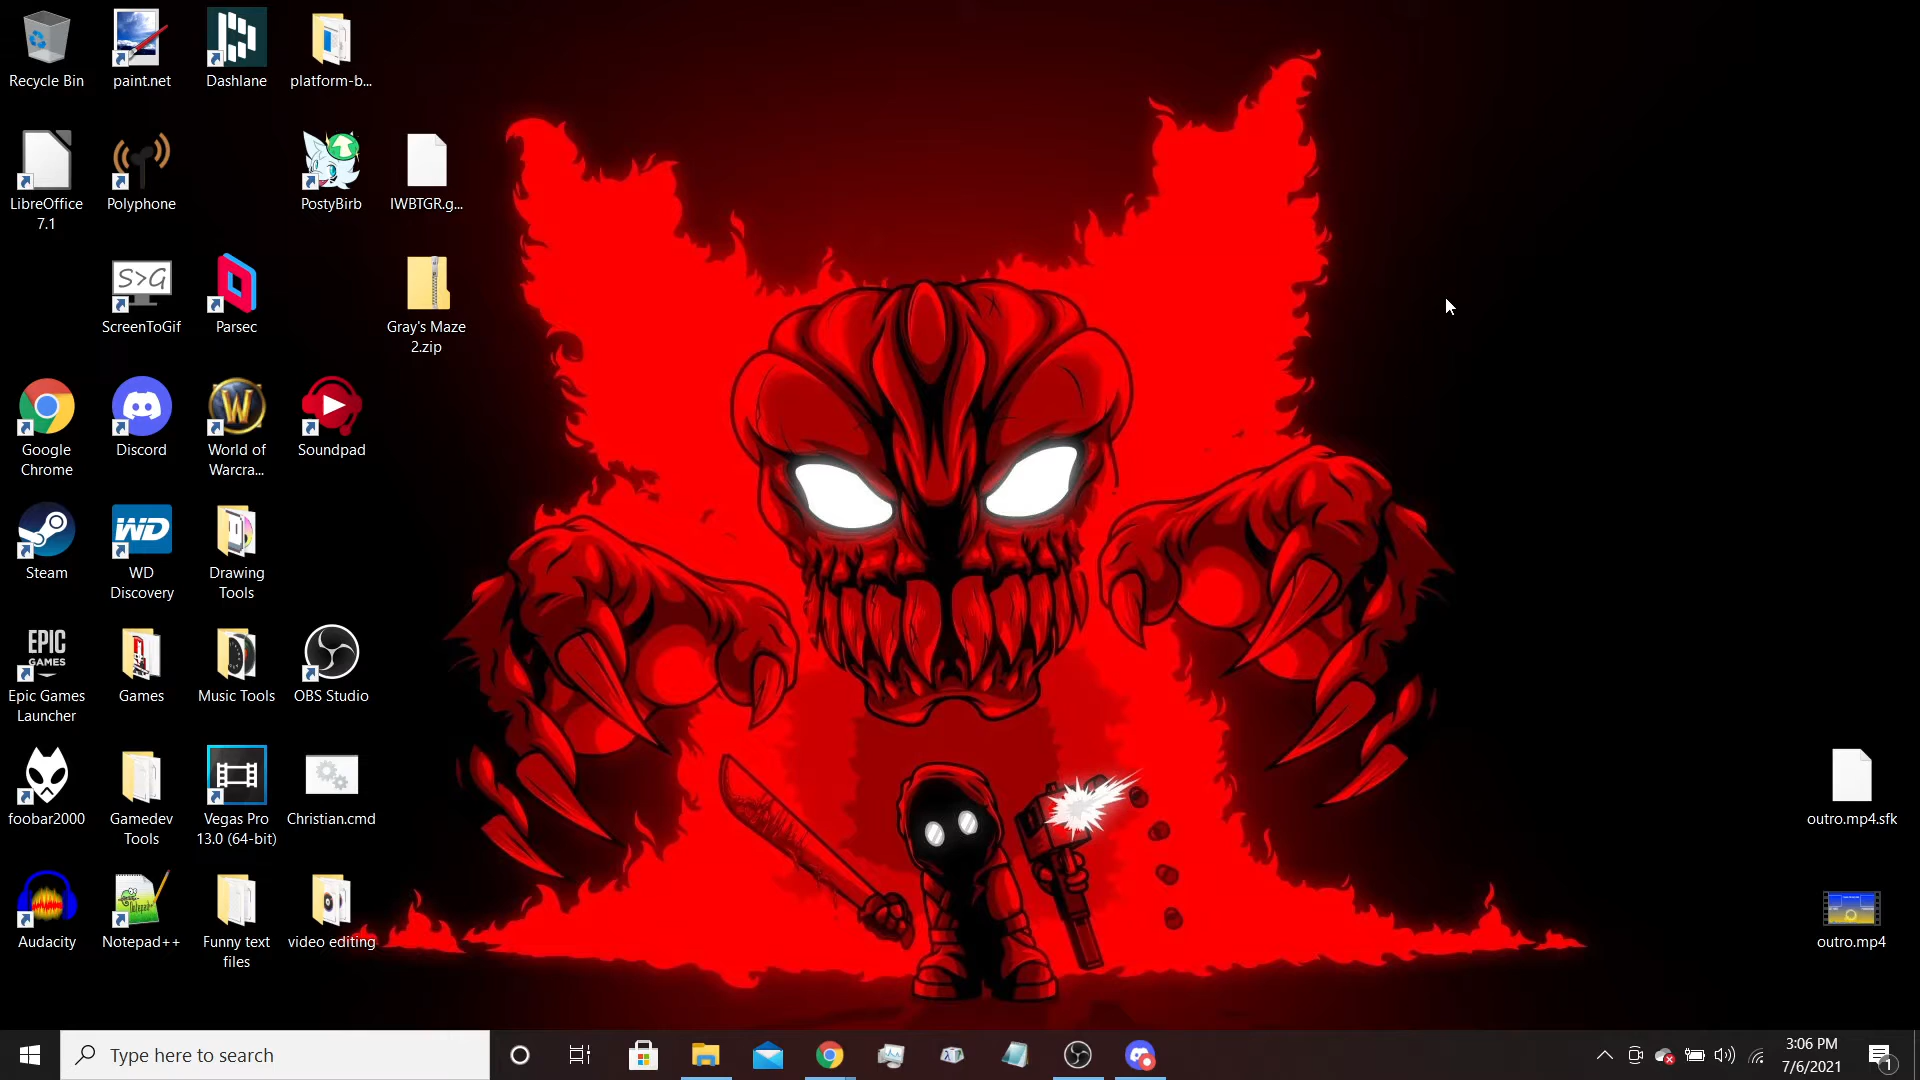 Recycle Bin
paint.net
Dashlane
platform-b...
LibreOffice
7.1
Polyphone
PostyBirb
IWBTGR.g...
S>G
ScreenToGif
Parsec
Gray's Maze
2.zip
Google
Chrome
Discord
W
World of
Warcra...
Soundpad
Steam
WD
WD
Discovery
Drawing
Tools
EPIC
GAMES
Epic Games
Launcher
Games
Music Tools
OBS Studio
foobar2000
Gamedev
Tools
Vegas Pro
13.0 (64-bit)
Christian.cmd
outro.mp4.sfk
Audacity
Notepad++
Funny text
files
video editing
outro.mp4
Type here to search
3:06 PM
7/6/2021
1